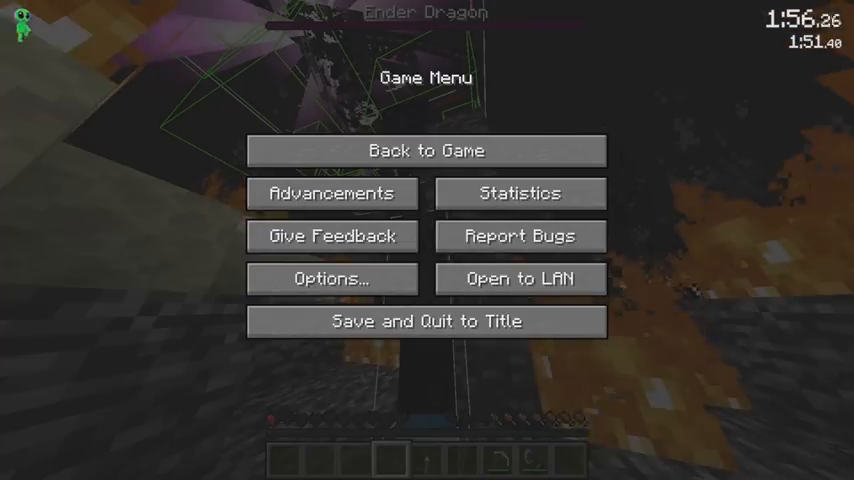 Ender Dragon
1:56.26
1:51.40
Game Menu
Back to Game
Advancements
Statistics
Give Feedback
Report Bugs
Options...
Open to LAN
Save and Quit to Title